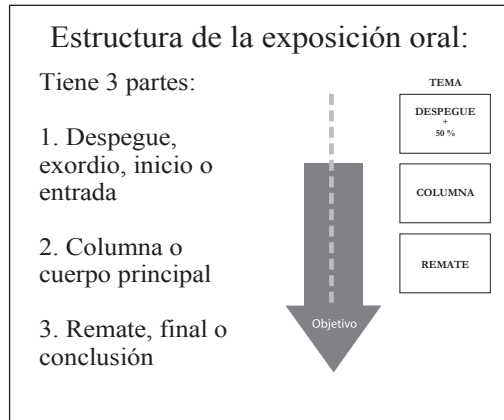 Estructura de la exposición oral:
Tiene 3 partes:
1. Despegue,
exordio, inicio o
entrada
2. Columna o
cuerpo principal
3. Remate, final o
conclusión
Objetivo
TEMA
DESPEGUE
+
50 %
COLUMNA
REMATE